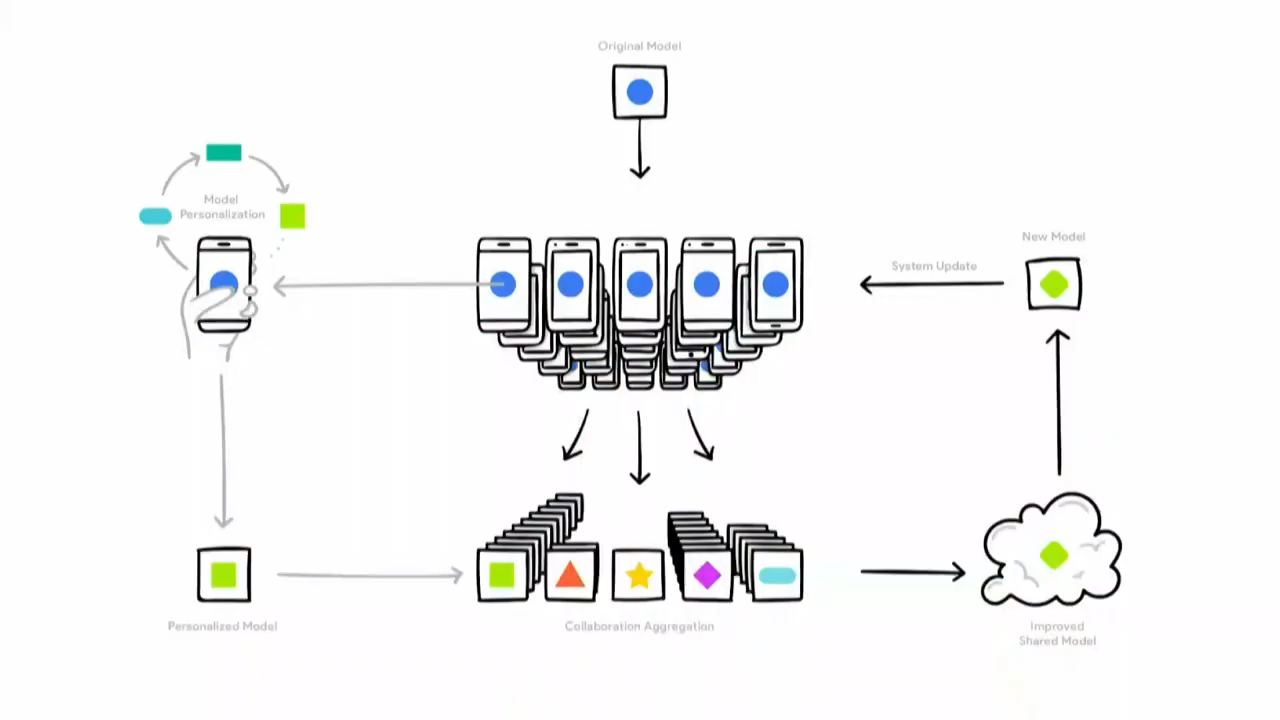 Original Model
Model
Personalization
New Model
System Update
Personalized Model
Collaboration Aggregation
Improved
Shared Model